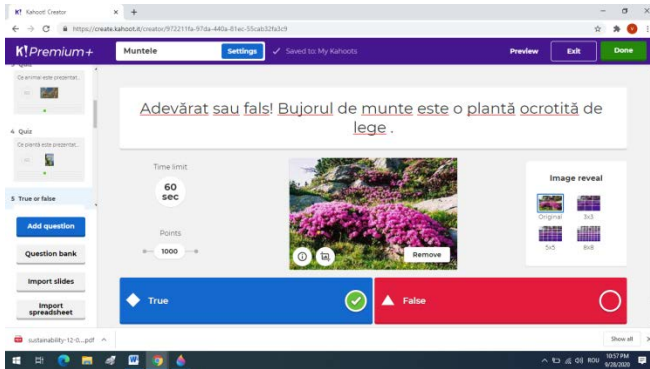 Kahoot! Creator
https://create.kahoot.it/creator/972211fa-97da-440a-81ec-55cab32fa3c9
K! Premium+
Muntele
Settings
Saved to: My Kahoots
Preview
Exit
Done
3 Quiz
Ce animal este prezentat...
4 Quiz
Ce plantă este prezentat...
5 True or false
Add question
Question bank
Import slides
Import spreadsheet
Adevărat sau fals! Bujorul de munte este o plantă ocrotită de
lege .
Time limit
60
sec
Points
1000
Remove
Image reveal
Original
3x3
5x5
8x8
True
False
sustainability-12-0....pdf
Show all
ROU
10:57 PM
9/28/2020